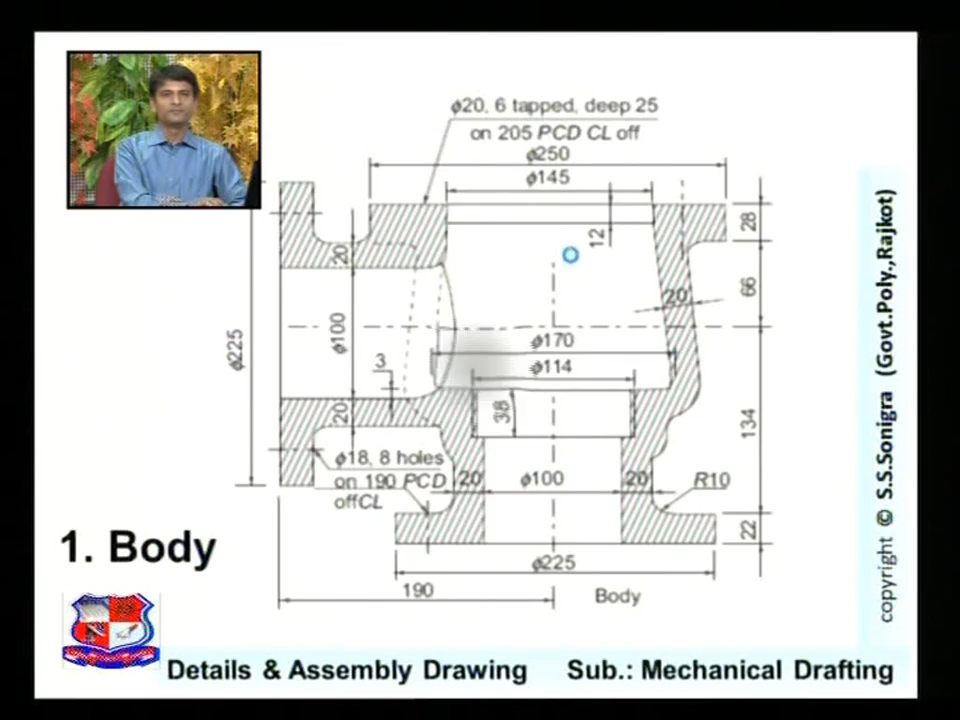 ϕ20, 6 tapped, deep 25
on 205 PCD CL off
ϕ250
ϕ145
12
28
20
66
20
ϕ100
ϕ225
ϕ170
3
ϕ114
38
20
134
ϕ18, 8 holes
on 190 PCD
offCL
20
ϕ100
20
R10
22
1. Body
ϕ225
190
Body
Details & Assembly Drawing
Sub.: Mechanical Drafting
copyright © S.S.Sonigra (Govt.Poly.,Rajkot)